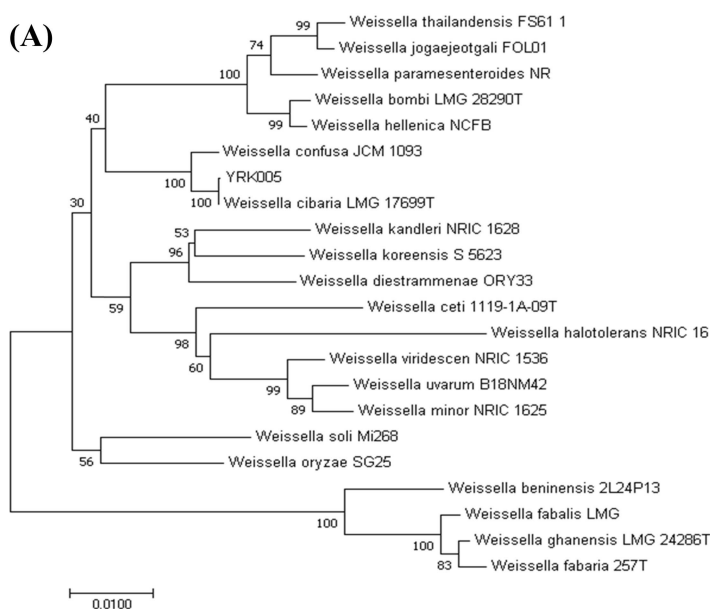 (A)
99
Weissella thailandensis FS61 1
74
Weissella jogaejeotgali FOL01
100
Weissella paramesenteroides NR
Weissella bombi LMG 28290T
40
99
Weissella hellenica NCFB
Weissella confusa JCM 1093
100
YRK005
30
100
Weissella cibaria LMG 17699T
53
Weissella kandleri NRIC 1628
96
Weissella koreensis S 5623
Weissella diestrammenae ORY33
59
Weissella ceti 1119-1A-09T
98
Weissella halotolerans NRIC 16
60
Weissella viridescen NRIC 1536
99
Weissella uvarum B18NM42
89
Weissella minor NRIC 1625
Weissella soli Mi268
56
Weissella oryzae SG25
Weissella beninensis 2L24P13
100
Weissella fabalis LMG
100
Weissella ghanensis LMG 24286T
83
Weissella fabaria 257T
0.0100